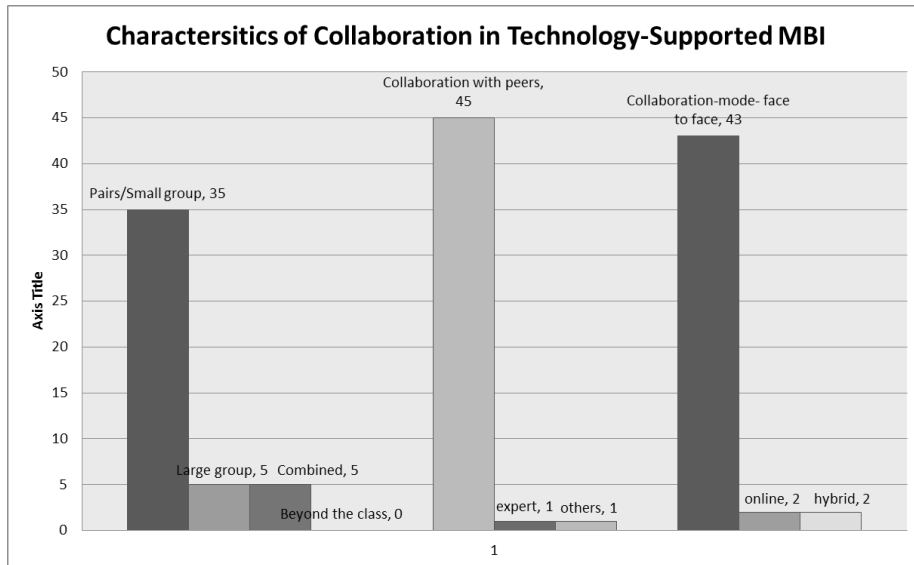 Charactersitics of Collaboration in Technology-Supported MBI
50
45
40
35
30
25
20
15
10
5
0
Axis Title
Pairs/Small group, 35
Large group, 5
Combined, 5
Beyond the class, 0
Collaboration with peers,
45
expert, 1
others, 1
Collaboration-mode- face
to face, 43
online, 2
hybrid, 2
1